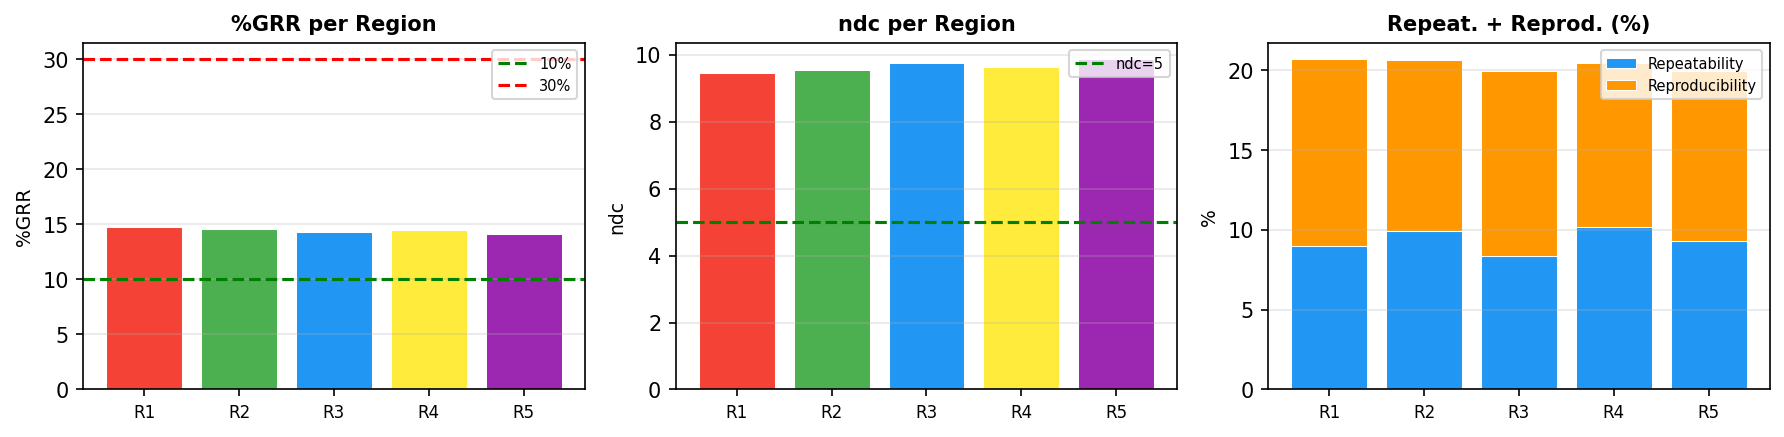 %GRR per Region
%GRR
30
25
20
15
10
5
0
10%
30%
R1 R2 R3 R4 R5
ndc per Region
ndc
10
8
6
4
2
0
ndc=5
R1 R2 R3 R4 R5
Repeat. + Reprod. (%)
%
20
15
10
5
0
Repeatability
Reproducibility
R1 R2 R3 R4 R5